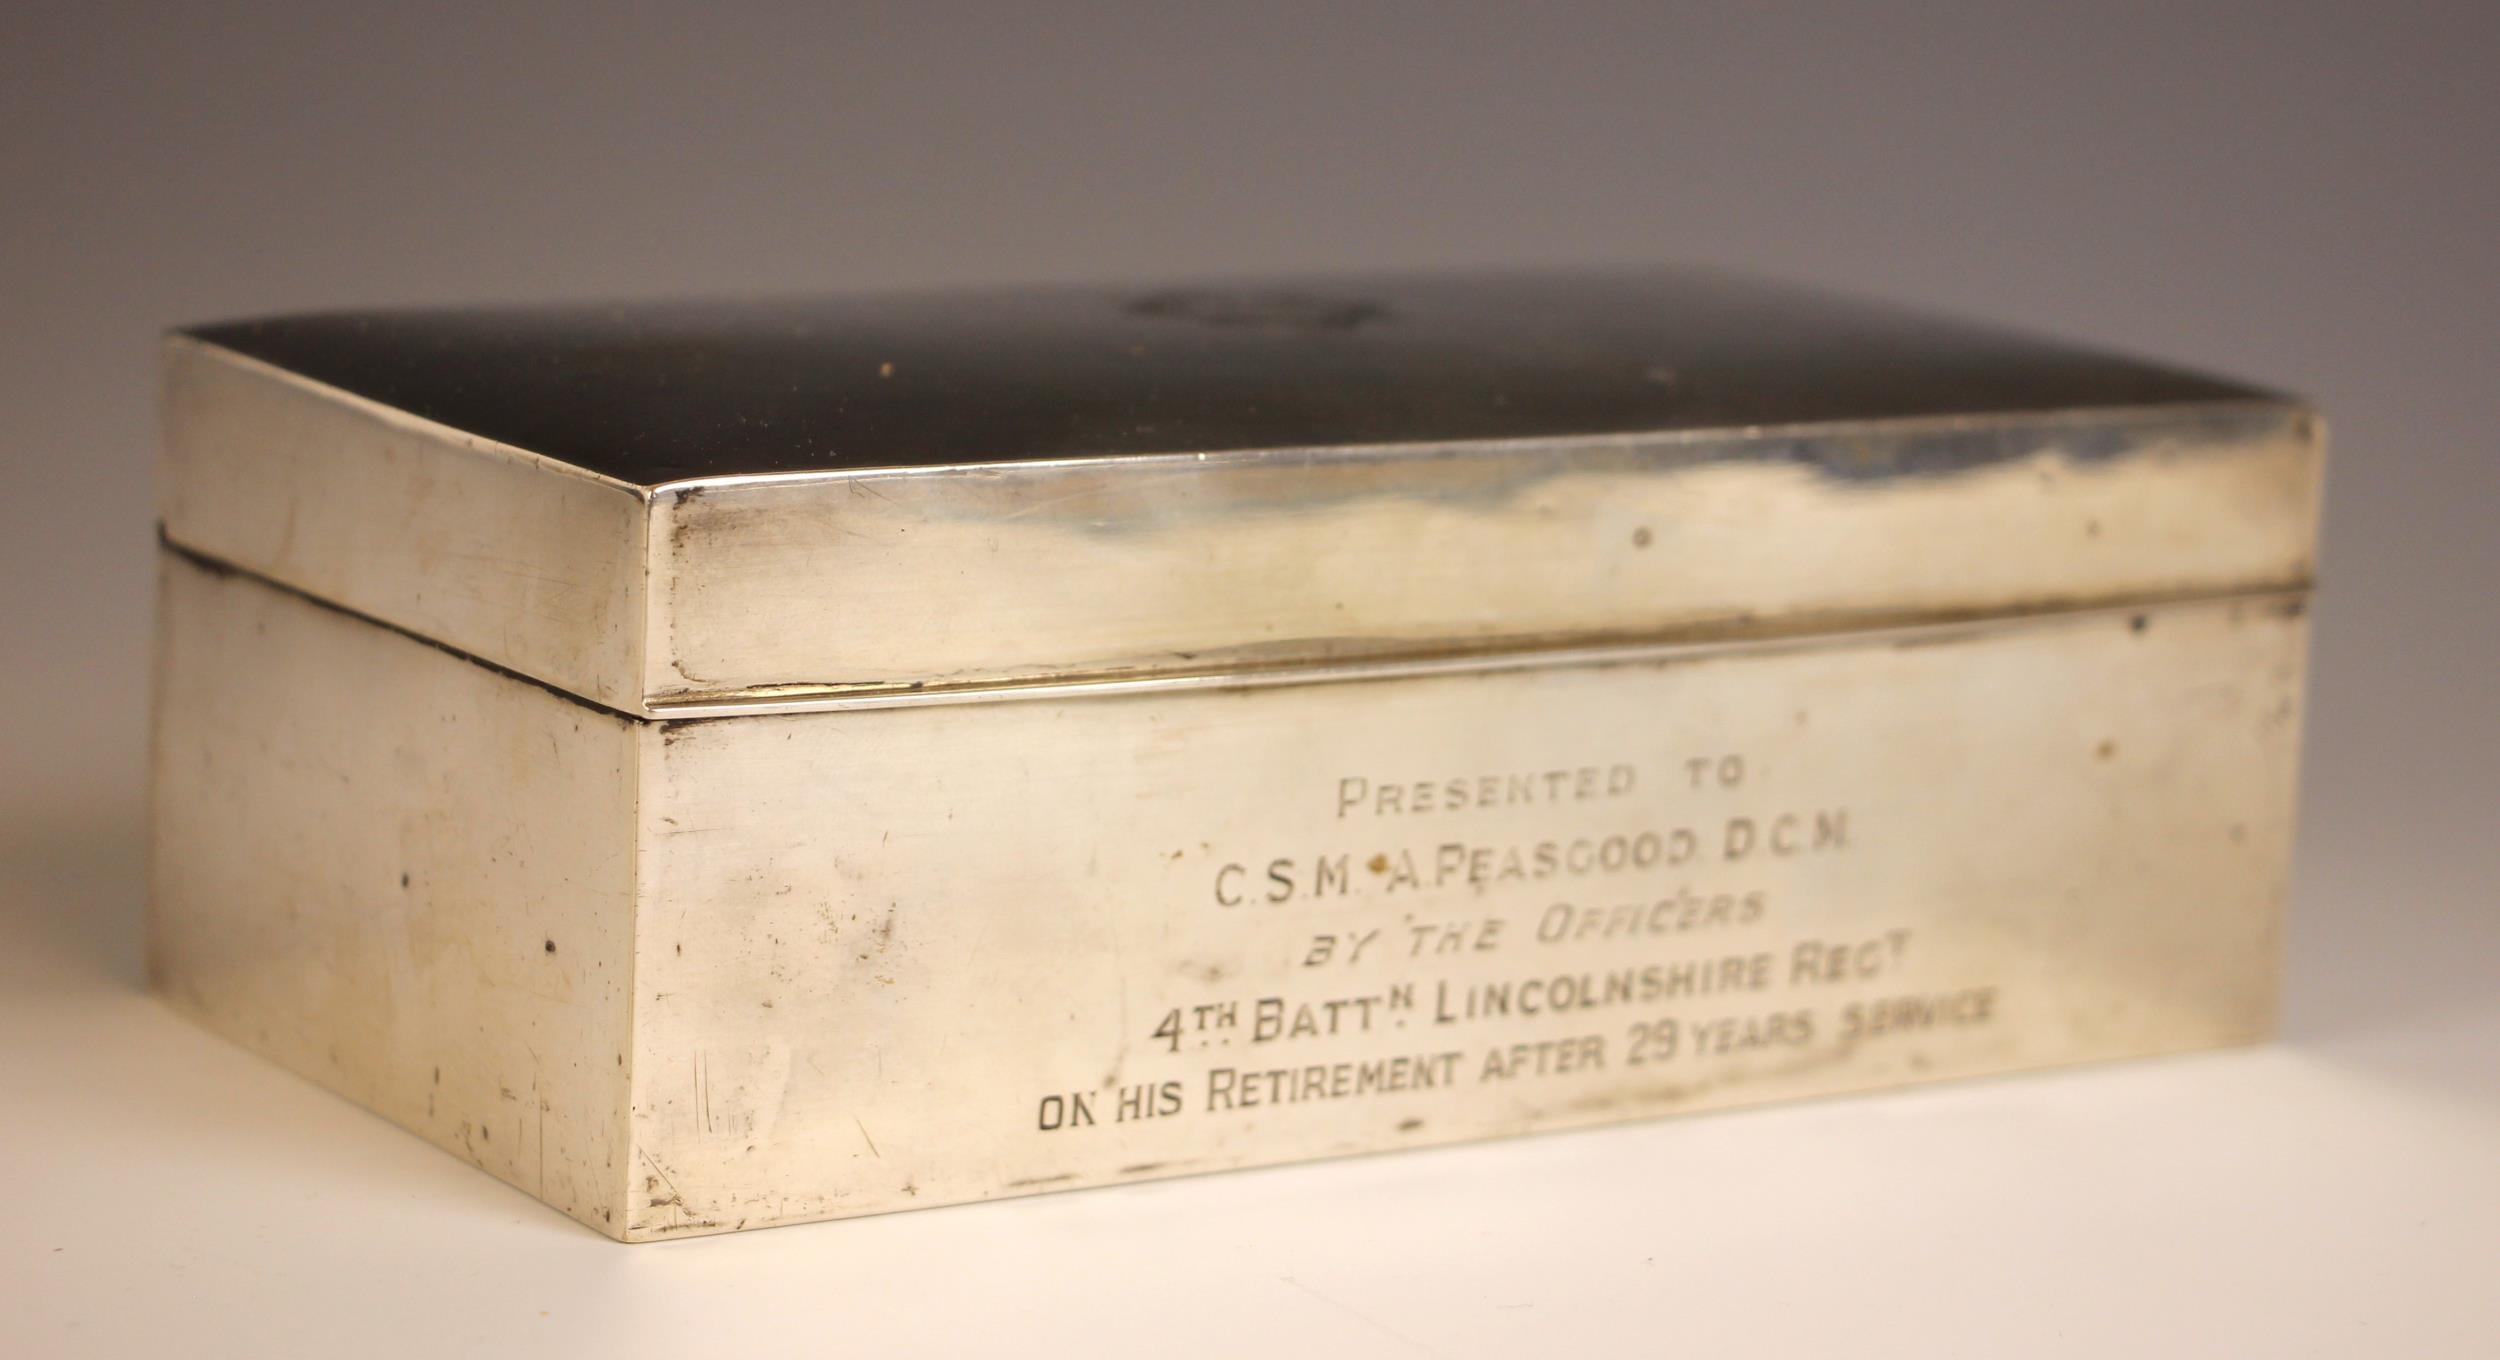 PRESENTED TO
C.S.M. A. PEASGOOD. D.C.M.
BY THE OFFICERS
4TH BATTN LINCOLNSHIRE REGT
ON HIS RETIREMENT AFTER 29 YEARS SERVICE